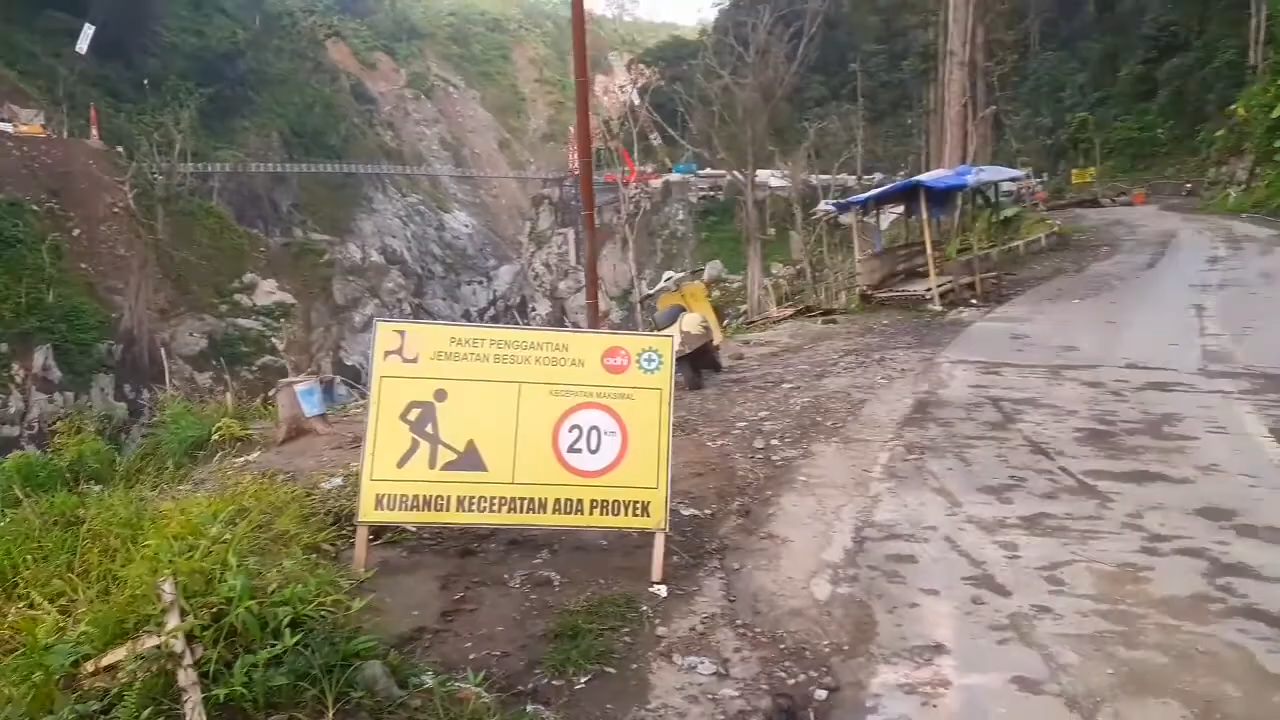 PAKET PENGGANTIAN
JEMBATAN BESUK KOBO'AN
adhi
KECEPATAN MAKSIMAL
20 km
KURANGI KECEPATAN ADA PROYEK